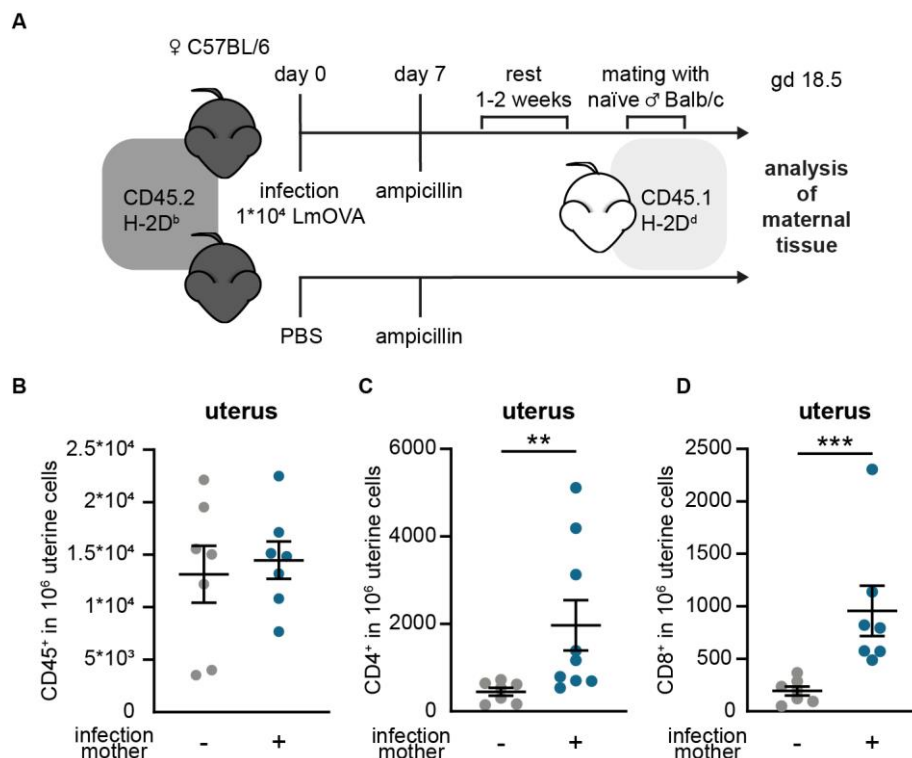 A
♀ C57BL/6
day 0
day 7
rest
1-2 weeks
mating with
naïve ♂ Balb/c
gd 18.5
CD45.2
H-2Dᵇ
infection
1*10⁴ LmOVA
ampicillin
CD45.1
H-2Dᵈ
analysis
of
maternal
tissue
PBS
ampicillin
B
uterus
CD45⁺ in 10⁶ uterine cells
2.5*10⁴
2*10⁴
1.5*10⁴
1*10⁴
5*10³
0
infection
mother
-
+
C
uterus
**
CD4⁺ in 10⁶ uterine cells
6000
4000
2000
0
infection
mother
-
+
D
uterus
***
CD8⁺ in 10⁶ uterine cells
2500
2000
1500
1000
500
0
infection
mother
-
+